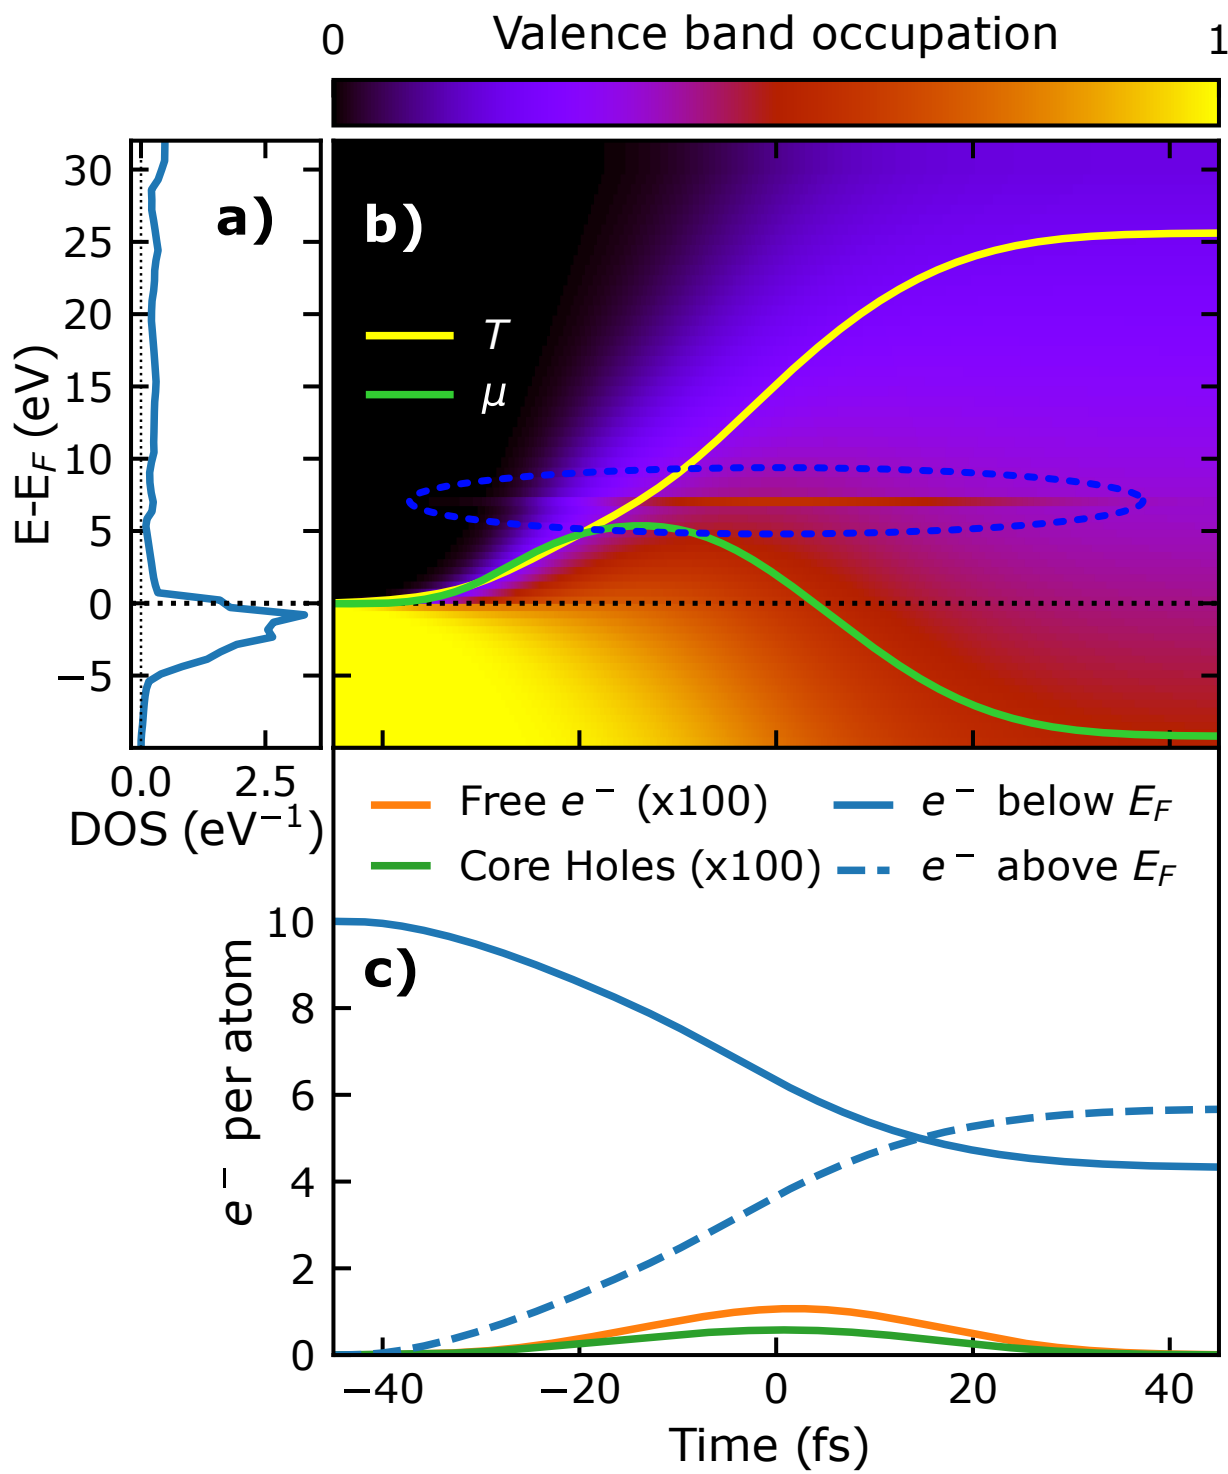 0 Valence band occupation 1
a)
b)
30
25
20
15
10
5
0
−5
E-E_F (eV)
T
μ
0.0 2.5
DOS (eV⁻¹)
Free e⁻ (x100)
Core Holes (x100)
e⁻ below E_F
e⁻ above E_F
c)
10
8
6
4
2
0
e⁻ per atom
−40 −20 0 20 40
Time (fs)